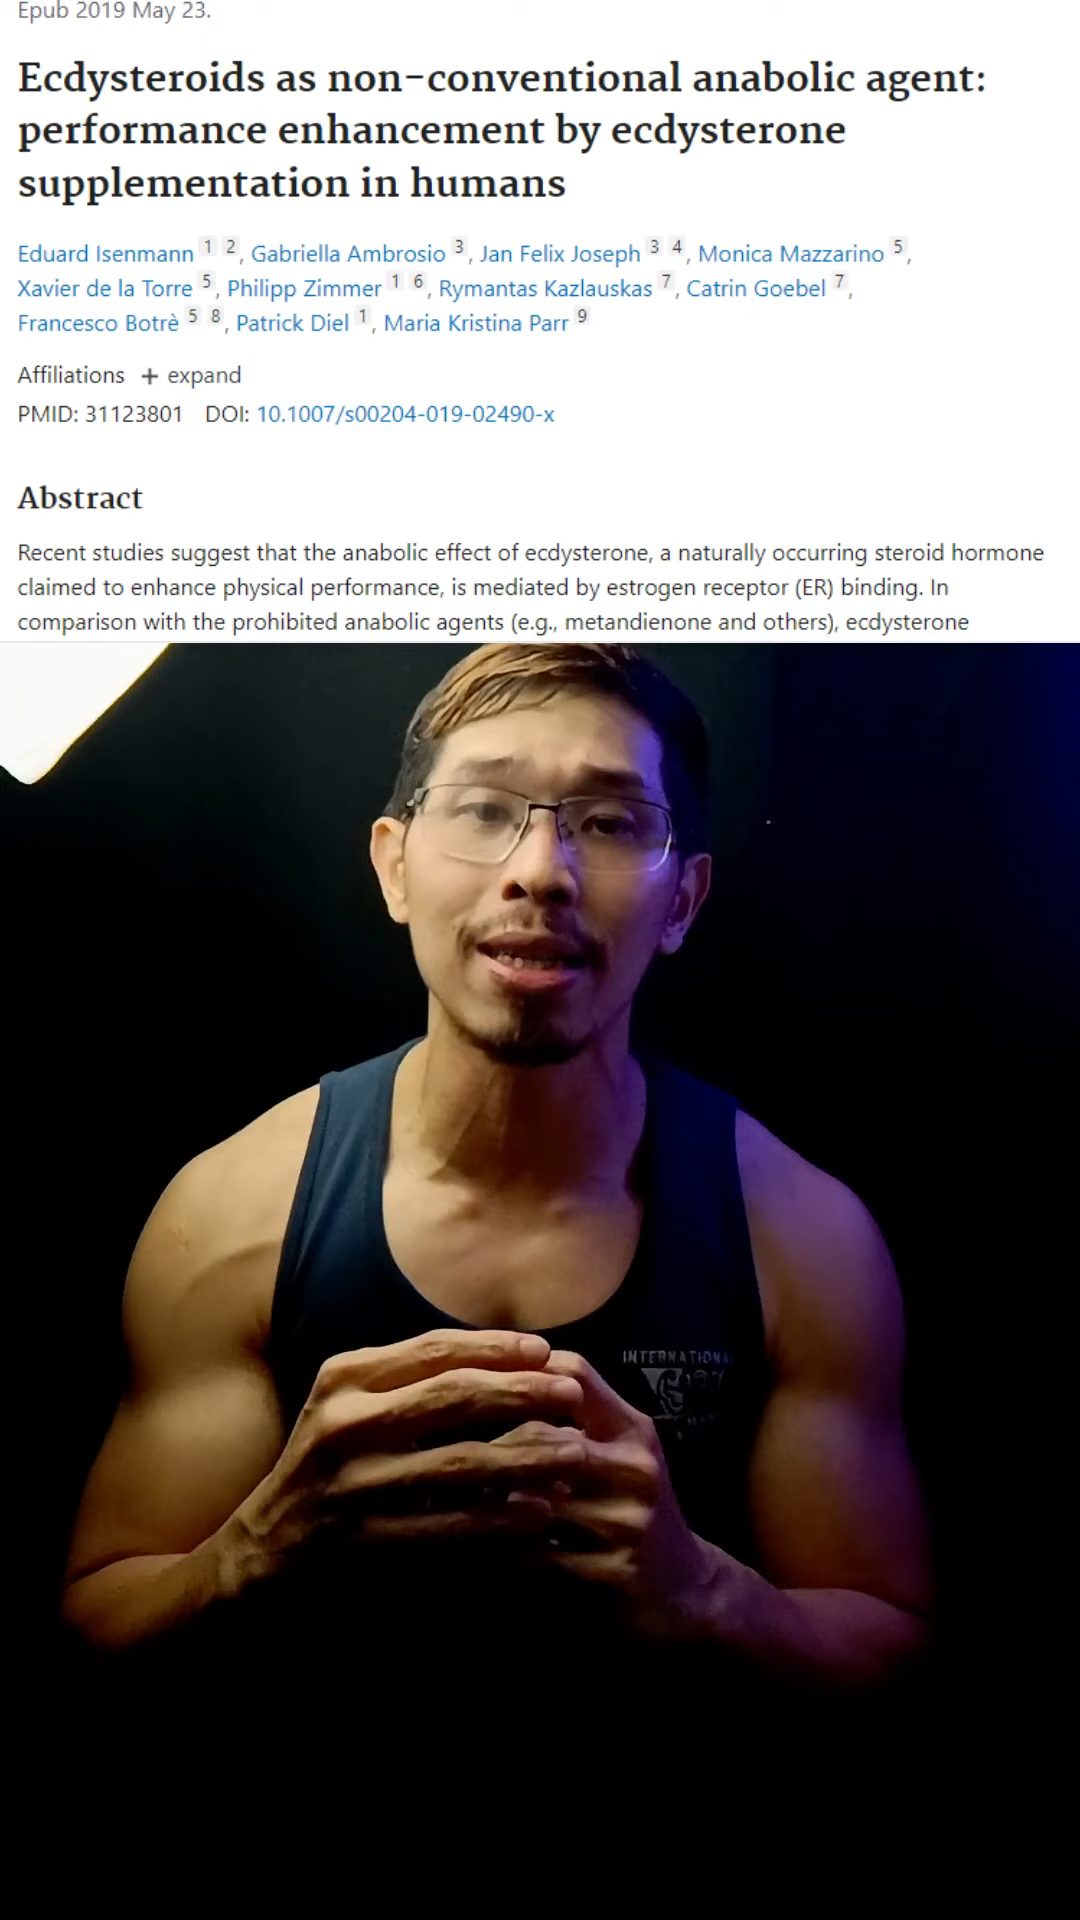 Epub 2019 May 23.
Ecdysteroids as non-conventional anabolic agent:
performance enhancement by ecdysterone
supplementation in humans
Eduard Isenmann 1 2, Gabriella Ambrosio 3, Jan Felix Joseph 3 4, Monica Mazzarino 5,
Xavier de la Torre 5, Philipp Zimmer 1 6, Rymantas Kazlauskas 7, Catrin Goebel 7,
Francesco Botrè 5 8, Patrick Diel 1, Maria Kristina Parr 9
Affiliations + expand
PMID: 31123801 DOI: 10.1007/s00204-019-02490-x
Abstract
Recent studies suggest that the anabolic effect of ecdysterone, a naturally occurring steroid hormone
claimed to enhance physical performance, is mediated by estrogen receptor (ER) binding. In
comparison with the prohibited anabolic agents (e.g., metandienone and others), ecdysterone
INTERNATIONAL